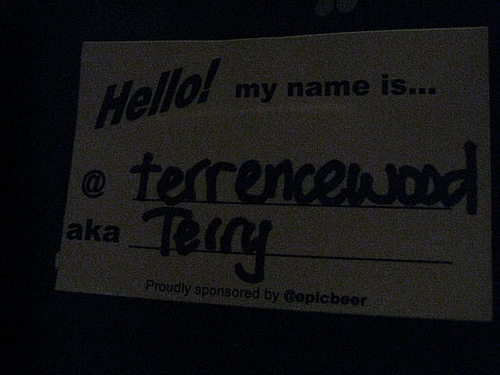 Hello! my name is...
@ terrencewood
aka Terry
Proudly sponsored by @epicbeer